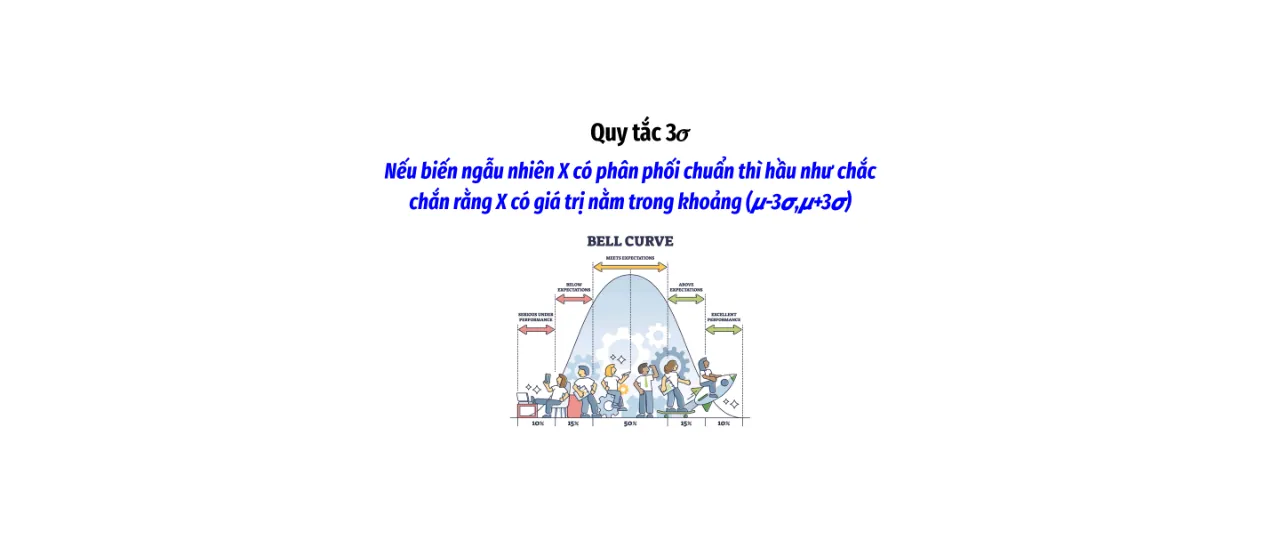 Quy tắc 3σ
Nếu biến ngẫu nhiên X có phân phối chuẩn thì hầu như chắc
chắn rằng X có giá trị nằm trong khoảng (μ-3σ,μ+3σ)
BELL CURVE
MEETS EXPECTATIONS
BELOW
EXPECTATIONS
ABOVE
EXPECTATIONS
SERIOUS UNDER
PERFORMANCE
EXCELLENT
PERFORMANCE
10% 15% 50% 15% 10%